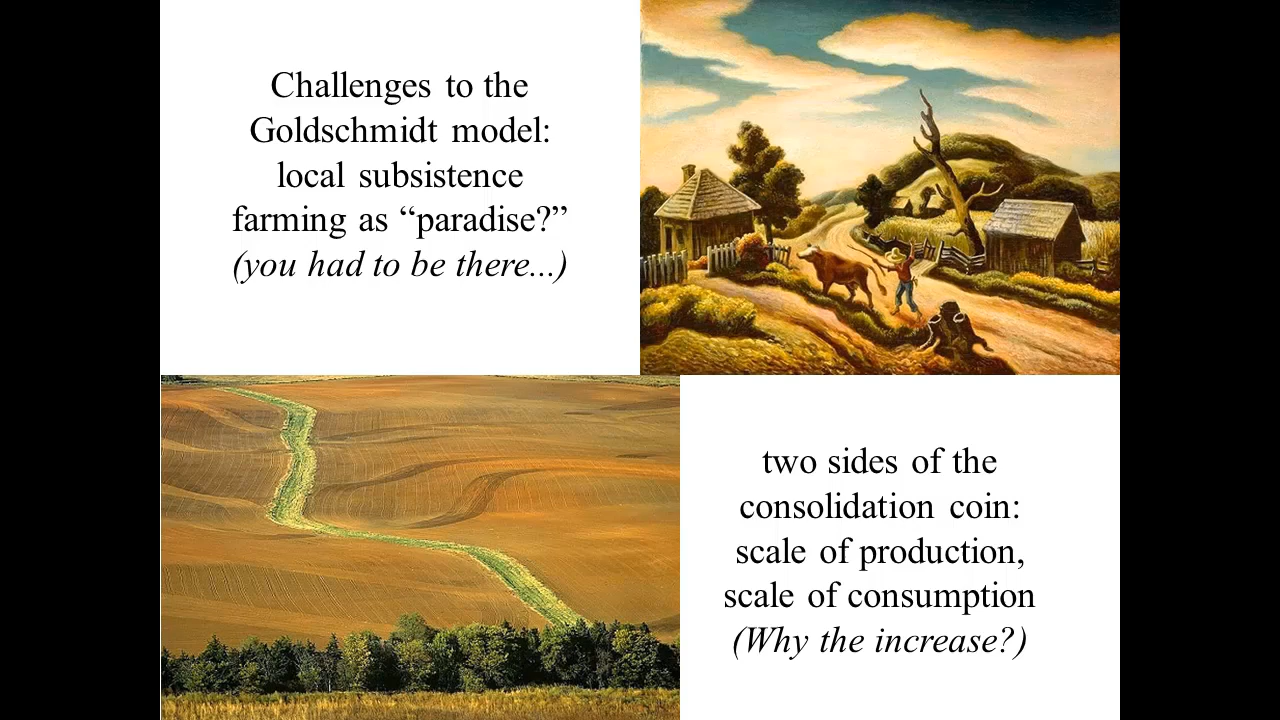 Challenges to the
Goldschmidt model:
local subsistence
farming as “paradise?”
(you had to be there...)
two sides of the
consolidation coin:
scale of production,
scale of consumption
(Why the increase?)